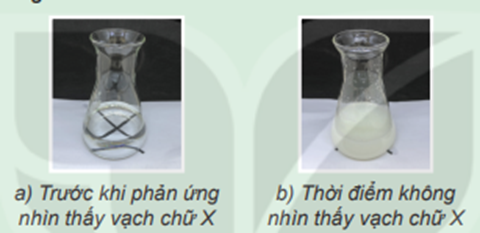 a) Trước khi phản ứng
nhìn thấy vạch chữ X
b) Thời điểm không
nhìn thấy vạch chữ X